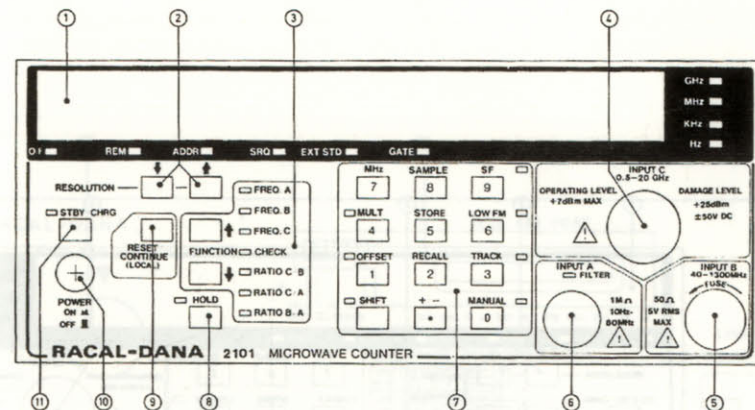 1 2 3 4
GHz
MHz
KHz
Hz
OF REM ADDR SRQ EXT STD GATE
RESOLUTION
STBY CHRG
RESET
CONTINUE
(LOCAL)
FUNCTION
HOLD
POWER
ON
OFF
FREQ. A
FREQ. B
FREQ. C
CHECK
RATIO C B
RATIO C/A
RATIO B/A
MHz SAMPLE SF
7 8 9
MULT STORE LOW FM
4 5 6
OFFSET RECALL TRACK
1 2 3
SHIFT + - MANUAL
. 0
INPUT C
0.5-20 GHz
OPERATING LEVEL
+7dBm MAX
DAMAGE LEVEL
+25dBm
±50V DC
INPUT A
FILTER
1MΩ
10Hz-
80MHz
INPUT B
40-1300MHz
FUSE
50Ω
5V RMS
MAX
RACAL-DANA 2101 MICROWAVE COUNTER
11 10 9 8 7 6 5